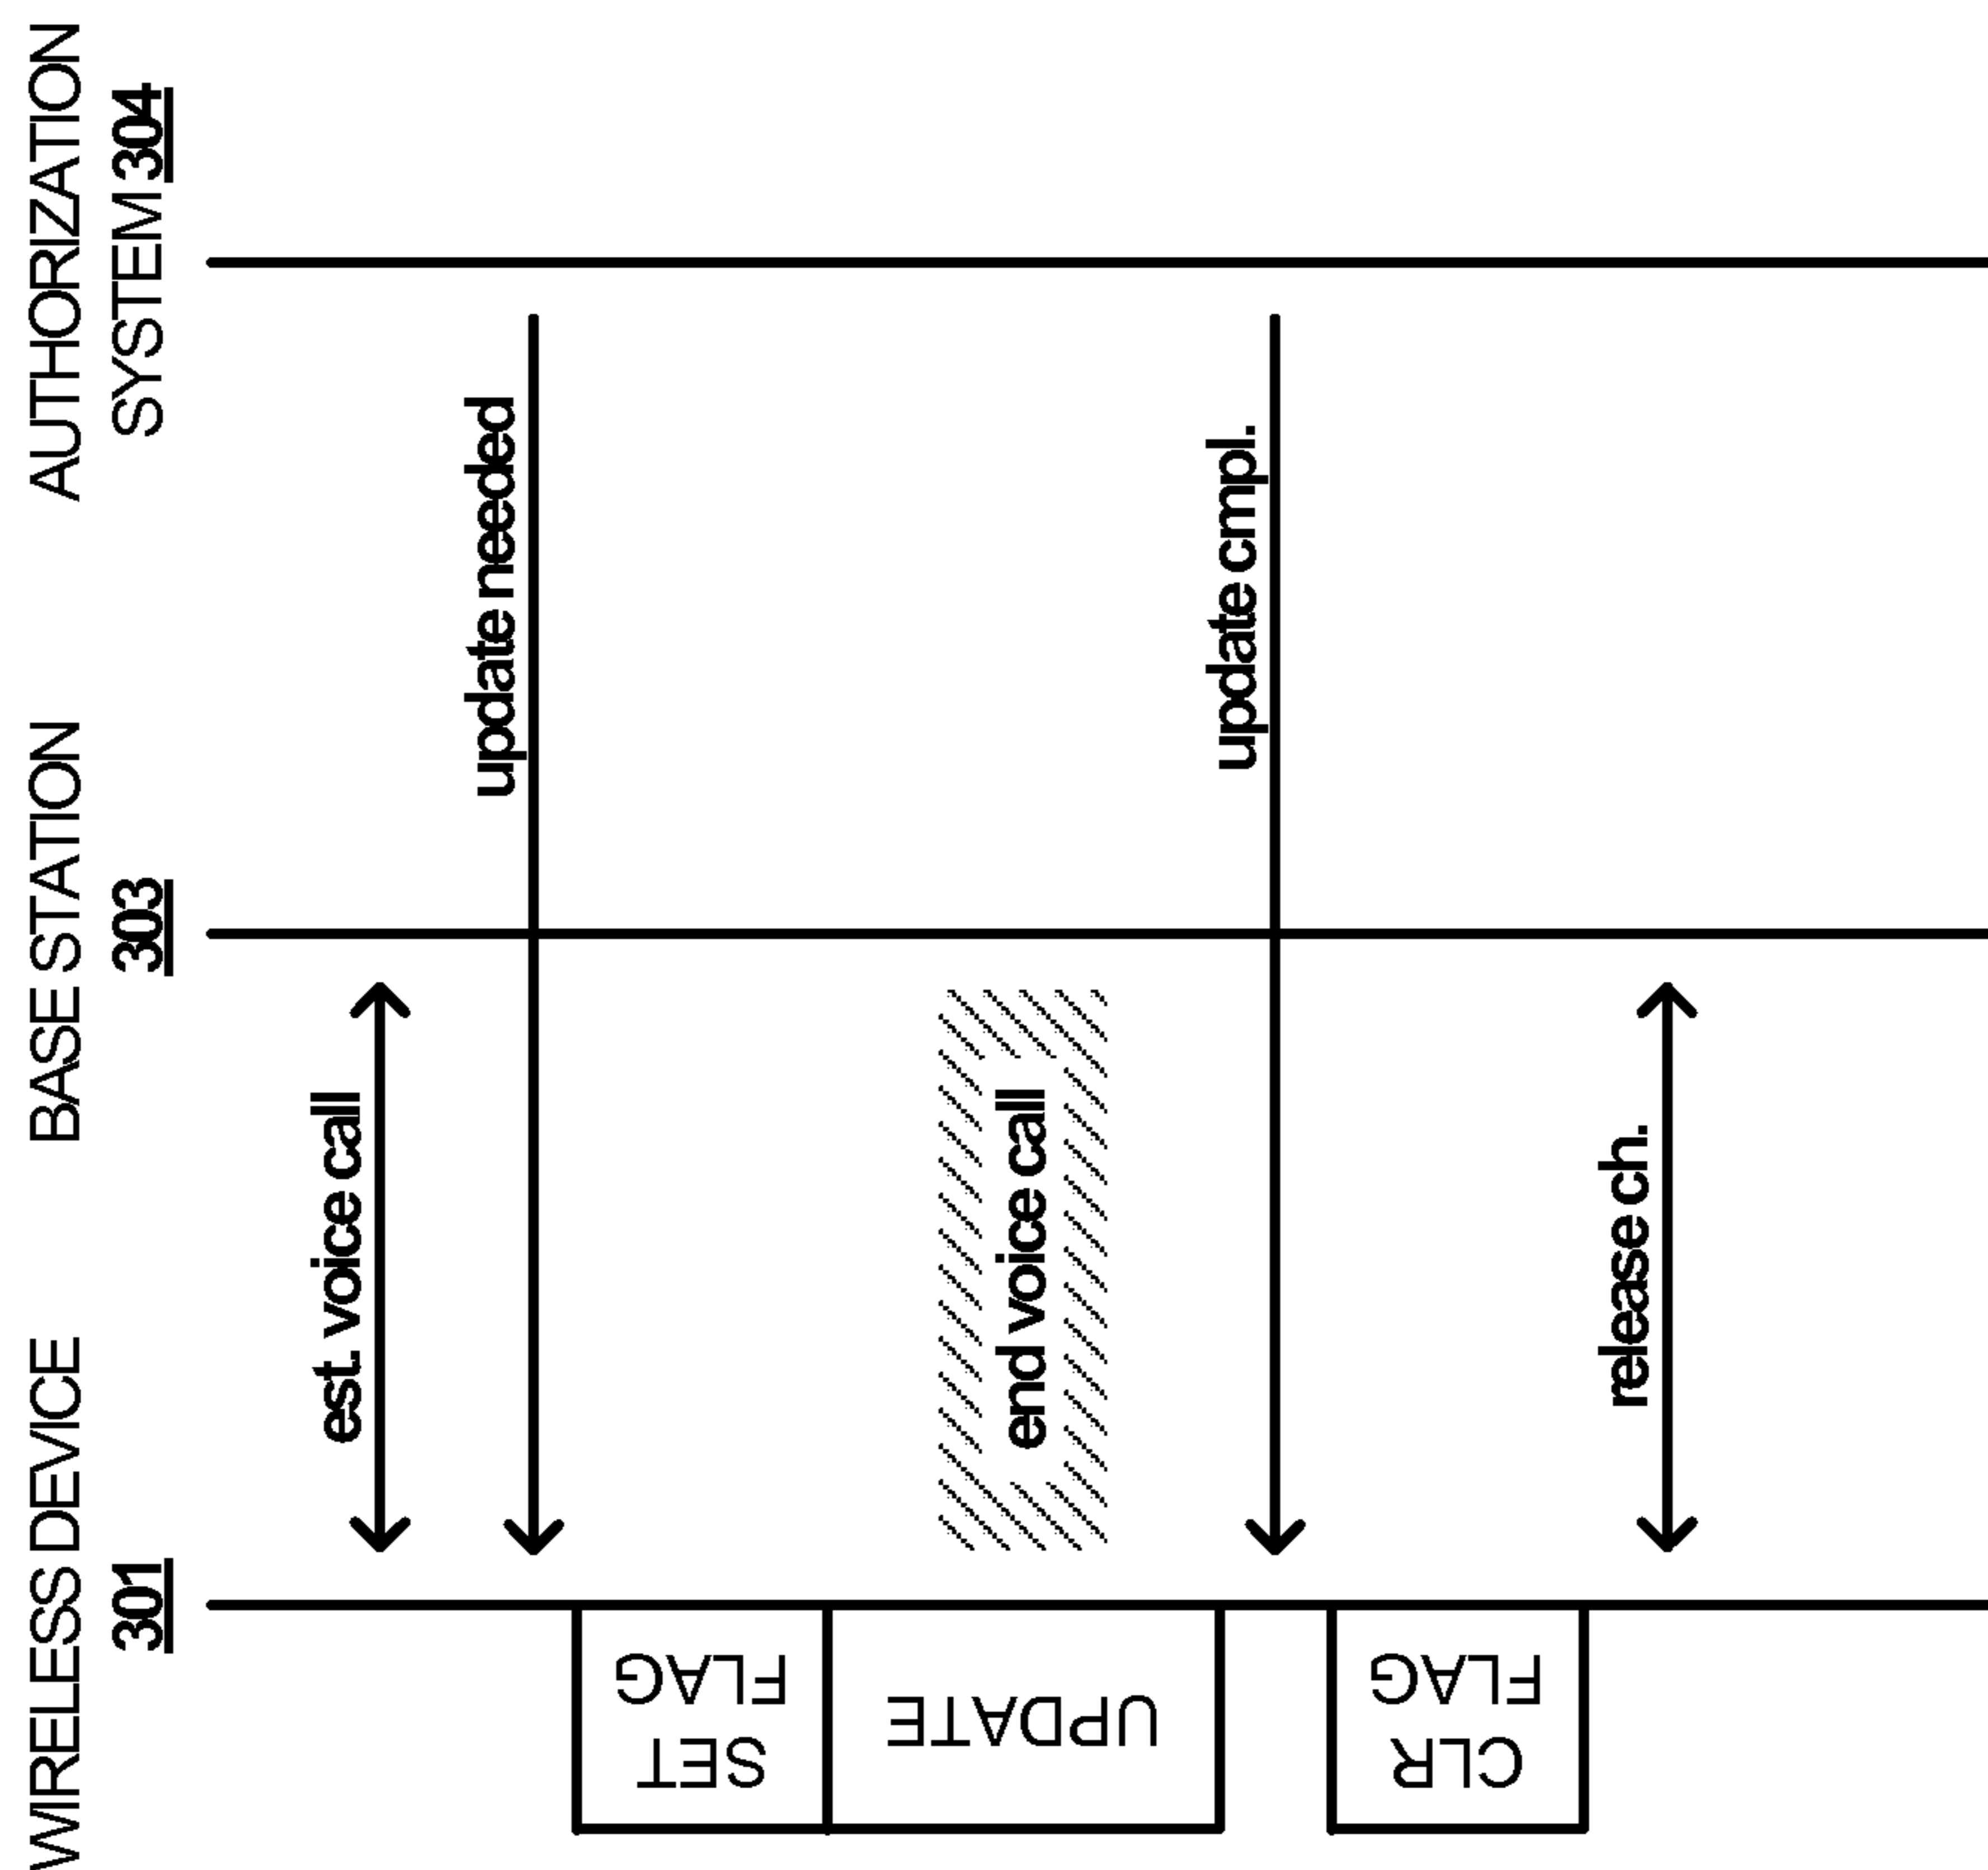 WIRELESS DEVICE
301
BASE STATION
303
AUTHORIZATION
SYSTEM 304
est. voice call
update needed
SET
FLAG
UPDATE
end voice call
update cmpl.
CLR
FLAG
release ch.